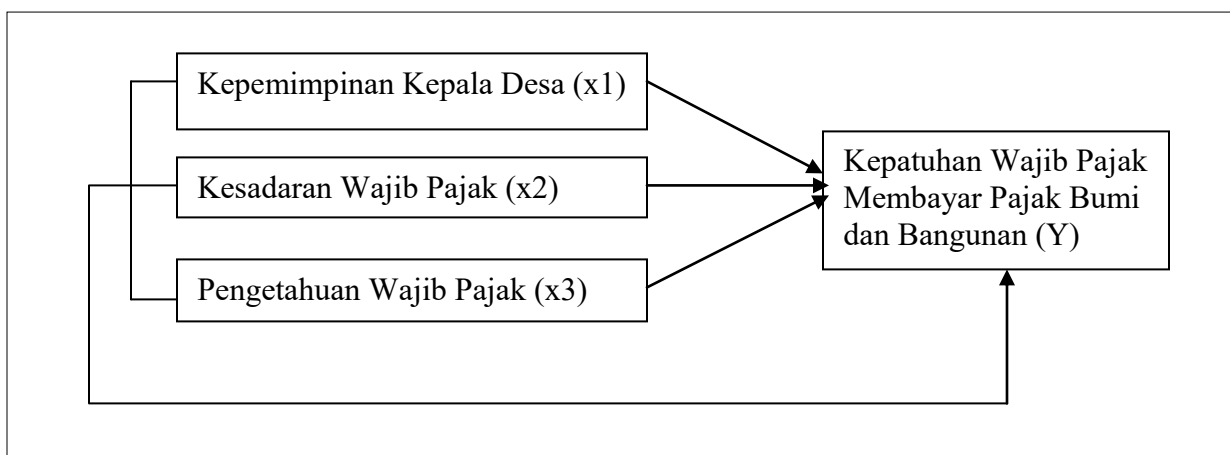 Kepemimpinan Kepala Desa (x1)
Kesadaran Wajib Pajak (x2)
Pengetahuan Wajib Pajak (x3)
Kepatuhan Wajib Pajak
Membayar Pajak Bumi
dan Bangunan (Y)